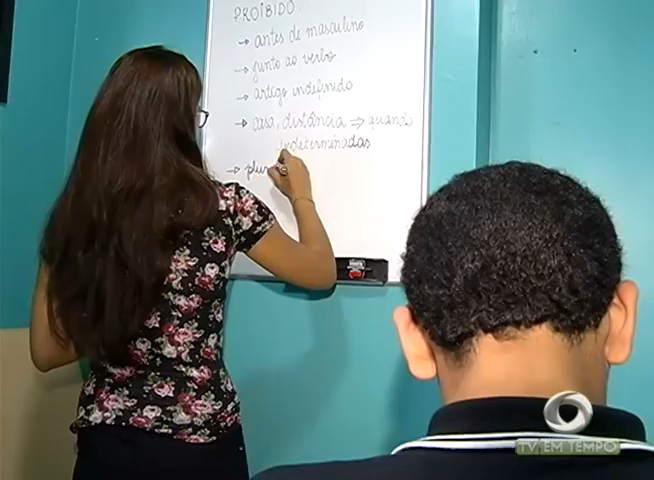 PROIBIDO
→ antes de masculino
→ junto ao verbo
→ artigo indefinido
→ casa, distância ⇒ quando
indeterminadas
→ plu
TV EM TEMPO